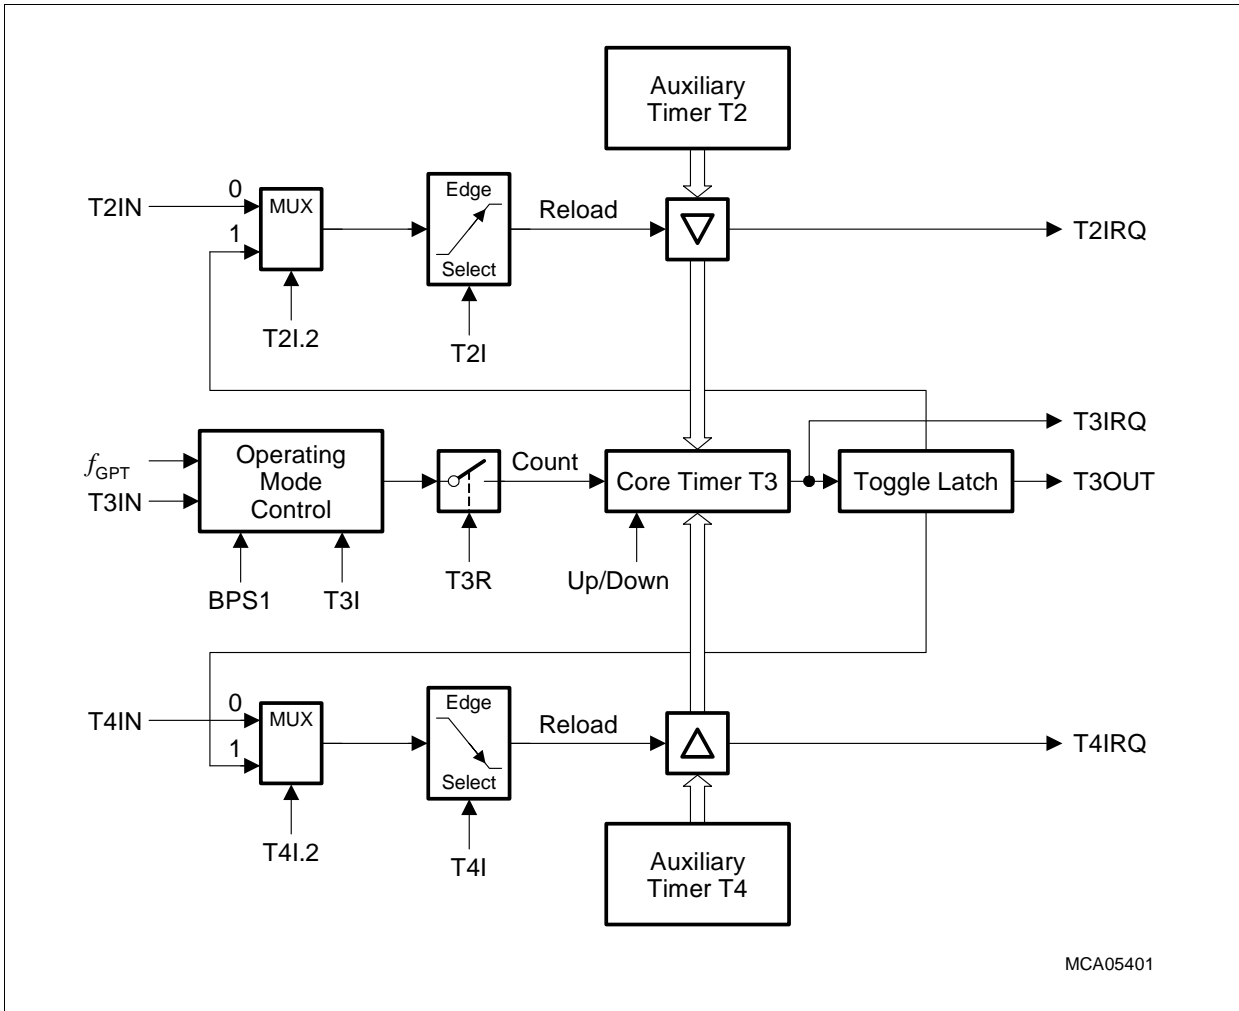 Auxiliary
Timer T2
T2IN
0
1
MUX
Edge
Select
Reload
T2IRQ
T2I.2
T2I
T3IRQ
fGPT
T3IN
Operating
Mode
Control
Count
Core Timer T3
Toggle Latch
T3OUT
BPS1
T3I
T3R
Up/Down
T4IN
0
1
MUX
Edge
Select
Reload
T4IRQ
T4I.2
T4I
Auxiliary
Timer T4
MCA05401